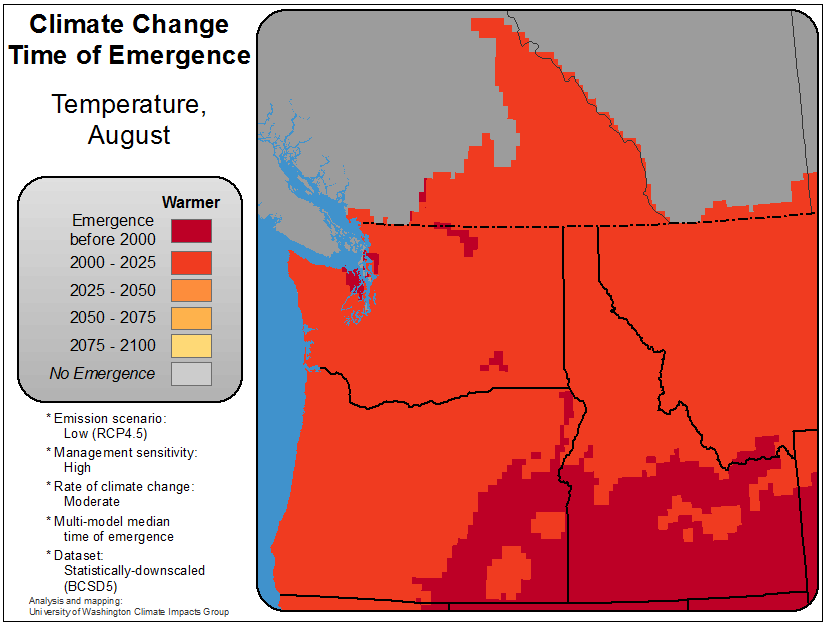 Climate Change
Time of Emergence
Temperature,
August
Warmer
Emergence
before 2000
2000 - 2025
2025 - 2050
2050 - 2075
2075 - 2100
No Emergence
* Emission scenario:
Low (RCP4.5)
* Management sensitivity:
High
* Rate of climate change:
Moderate
* Multi-model median
time of emergence
* Dataset:
Statistically-downscaled
(BCSD5)
Analysis and mapping:
University of Washington Climate Impacts Group